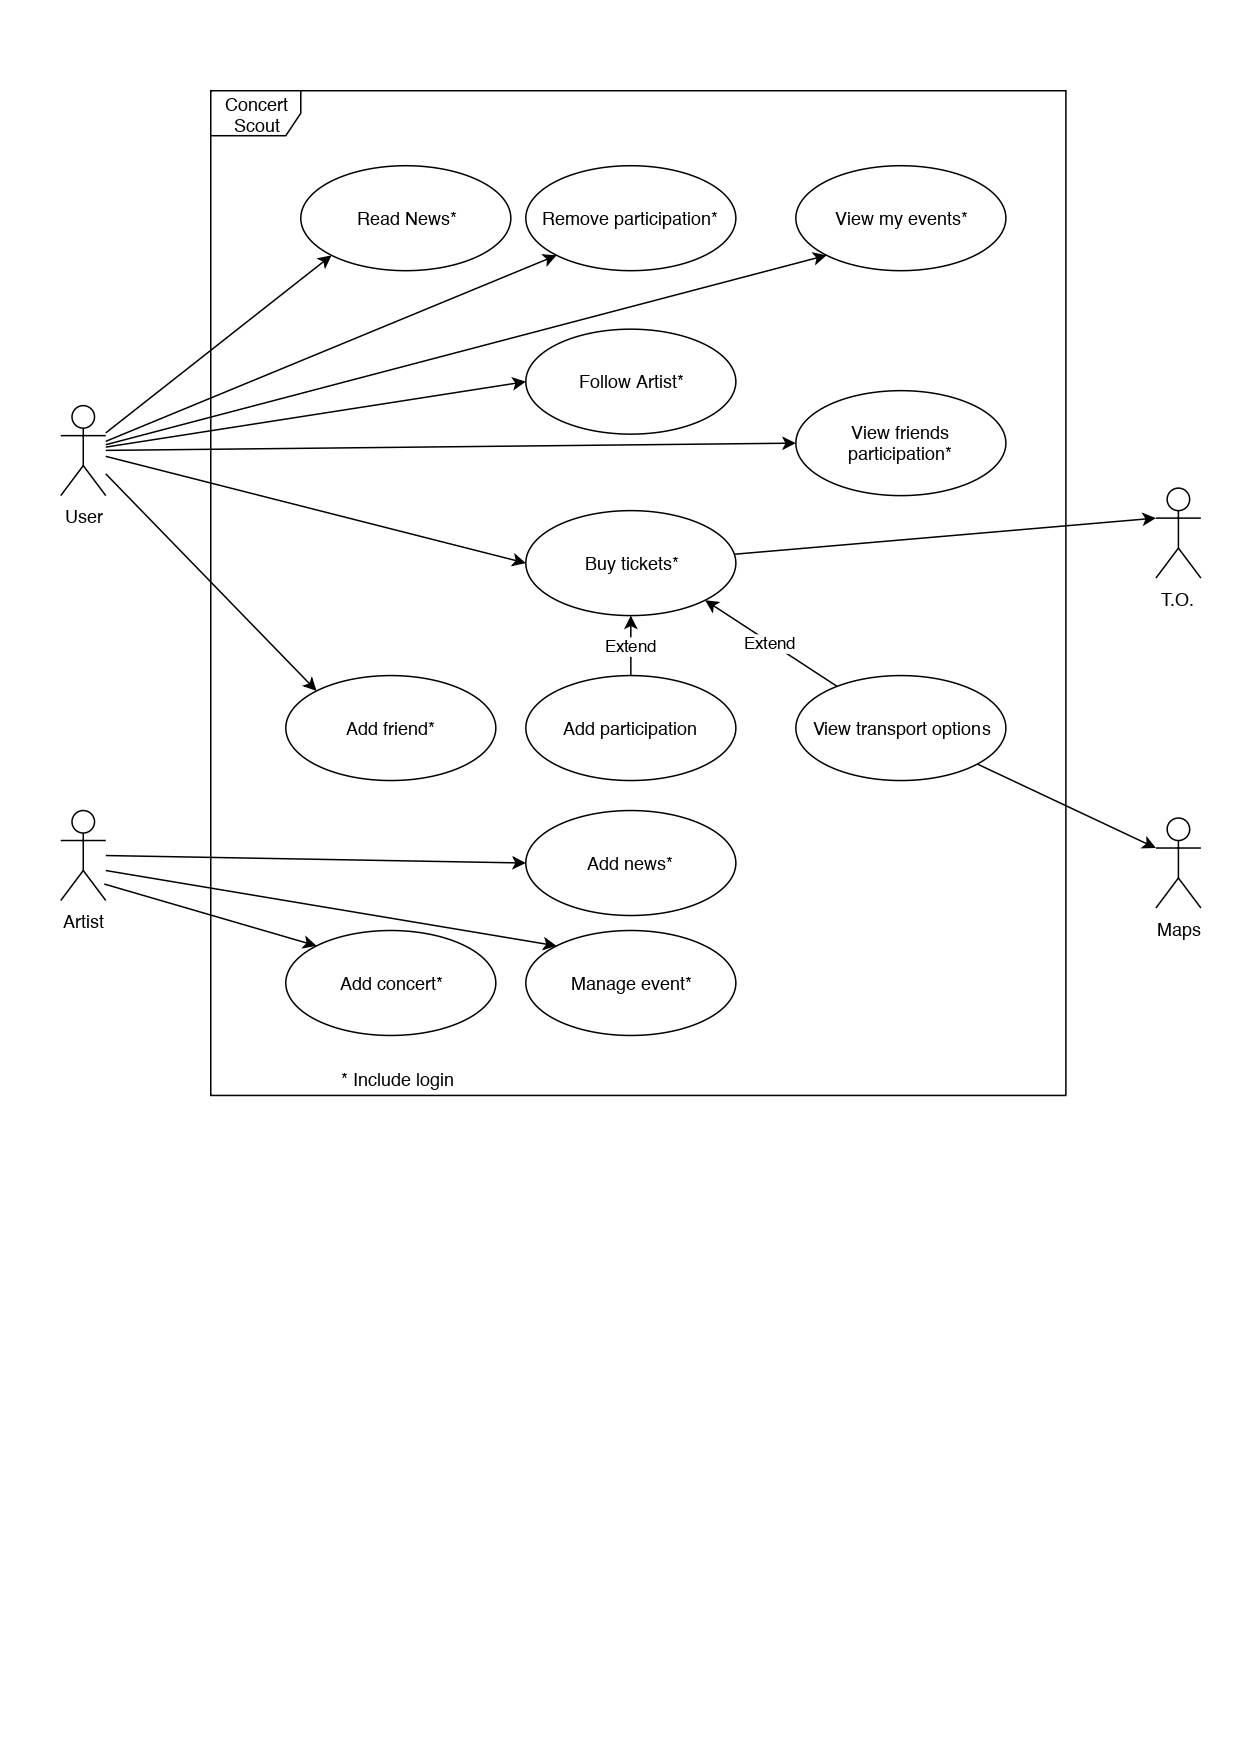 Concert
Scout
Read News*
Remove participation*
View my events*
Follow Artist*
View friends
participation*
User
Buy tickets*
T.O.
Extend
Extend
Add friend*
Add participation
View transport options
Add news*
Artist
Maps
Add concert*
Manage event*
* Include login